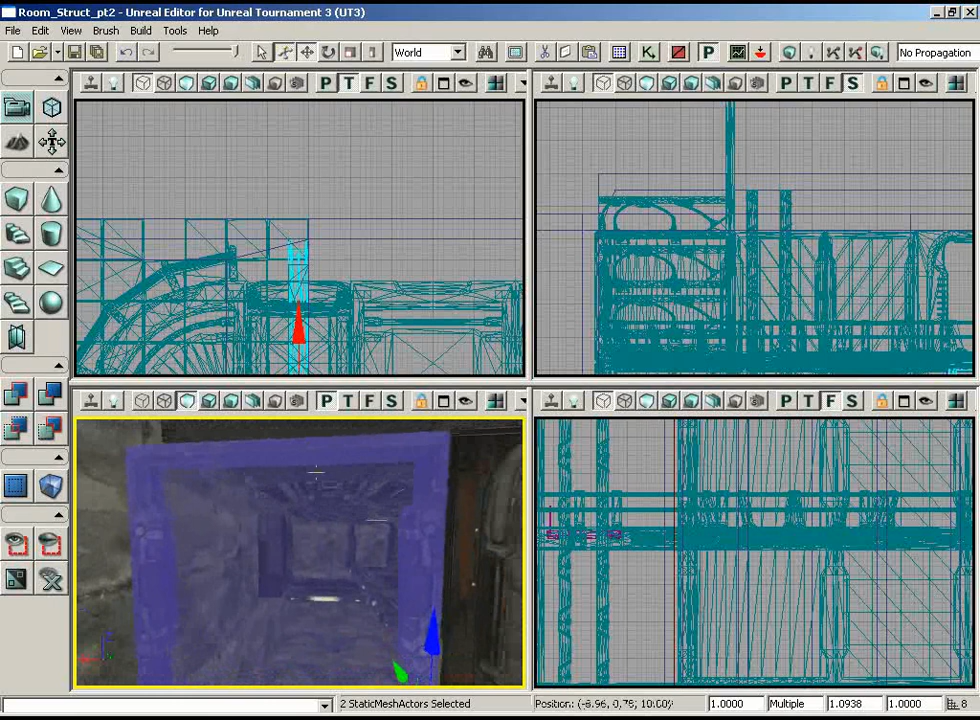 Room_Struct_pt2 - Unreal Editor for Unreal Tournament 3 (UT3)
File Edit View Brush Build Tools Help
World No Propagation
P T F S P T F S
P T F S P T F S
2 StaticMeshActors Selected 1.0000 Multiple 1.0938 1.0000 8